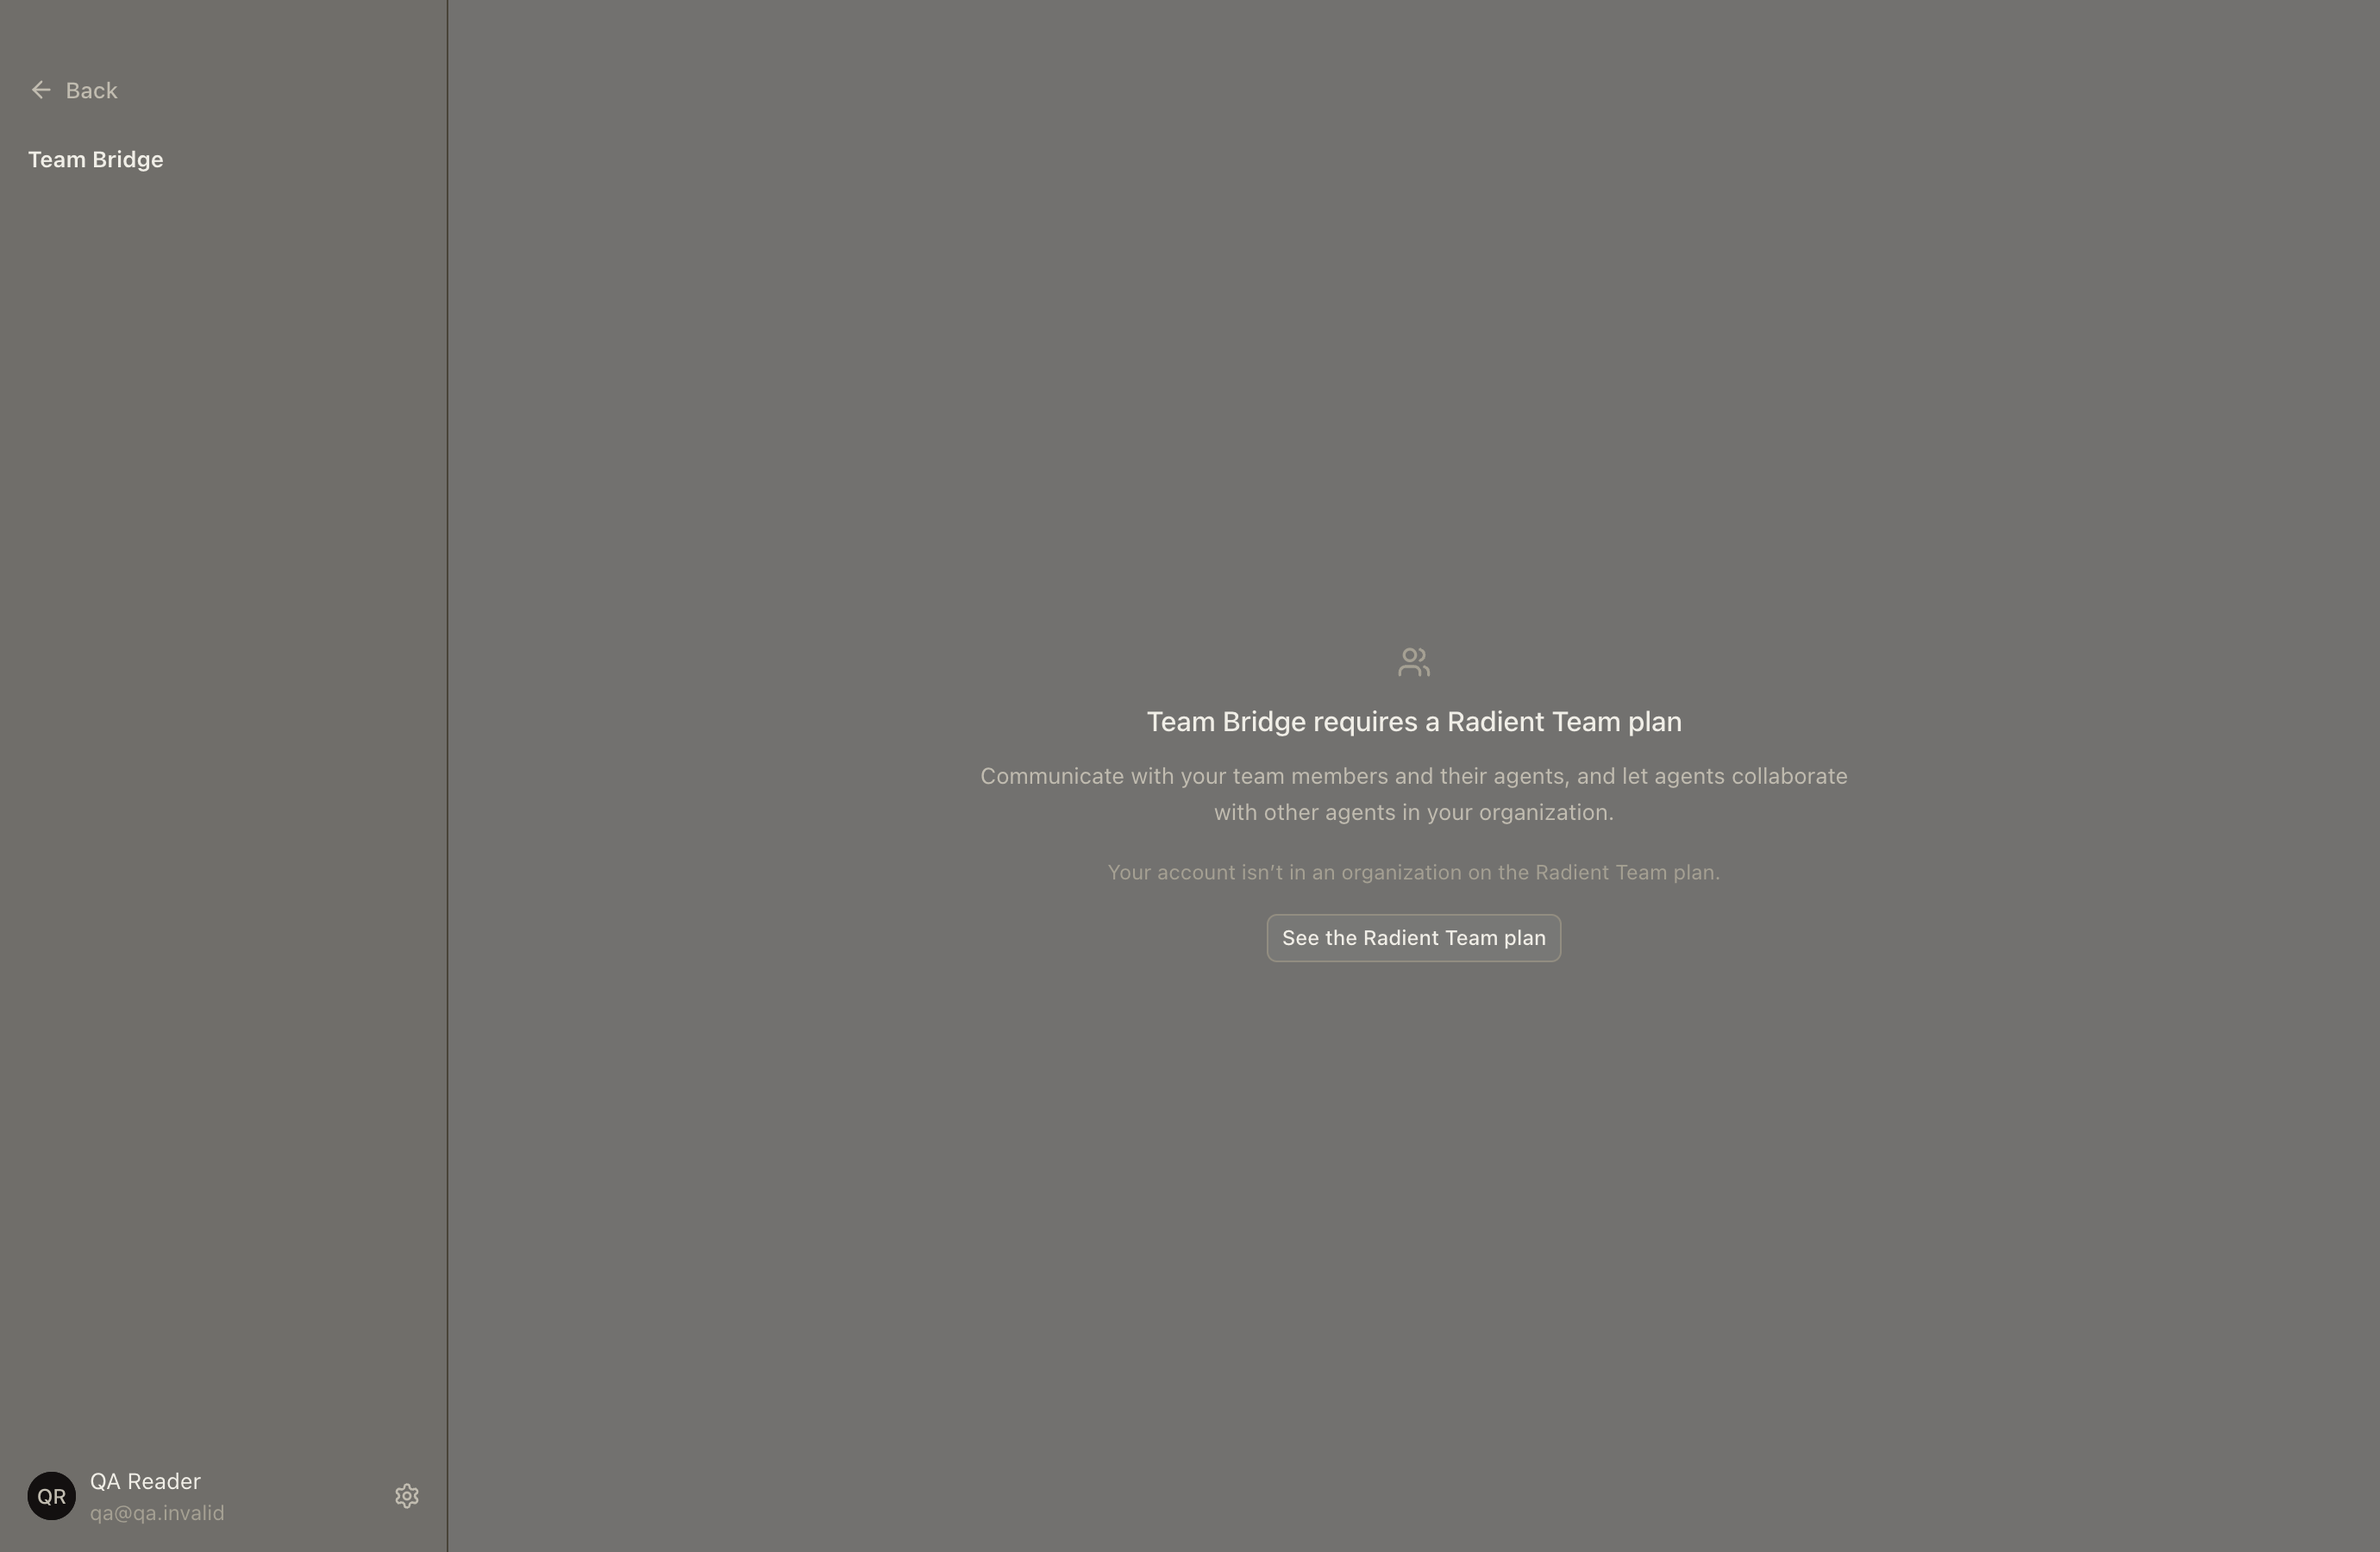 Back
Team Bridge
Team Bridge requires a Radient Team plan
Communicate with your team members and their agents, and let agents collaborate
with other agents in your organization.
Your account isn’t in an organization on the Radient Team plan.
See the Radient Team plan
QR
QA Reader
qa@qa.invalid